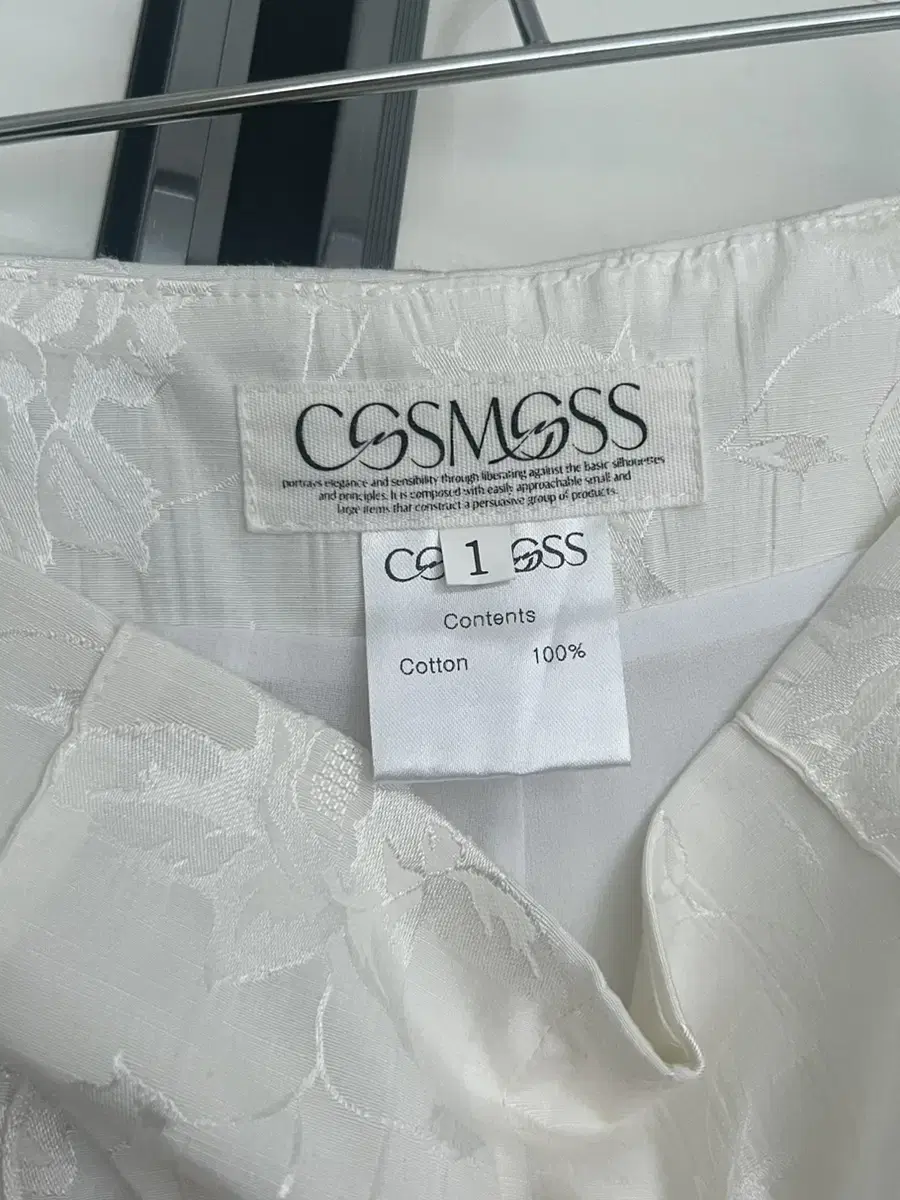 COSMOSS
portrays elegance and sensibility through liberating against the basic silhouettes
and principles. It is composed with easily approachable small and
large items that construct a persuasive group of products.
CO 1 OSS
Contents
Cotton 100%